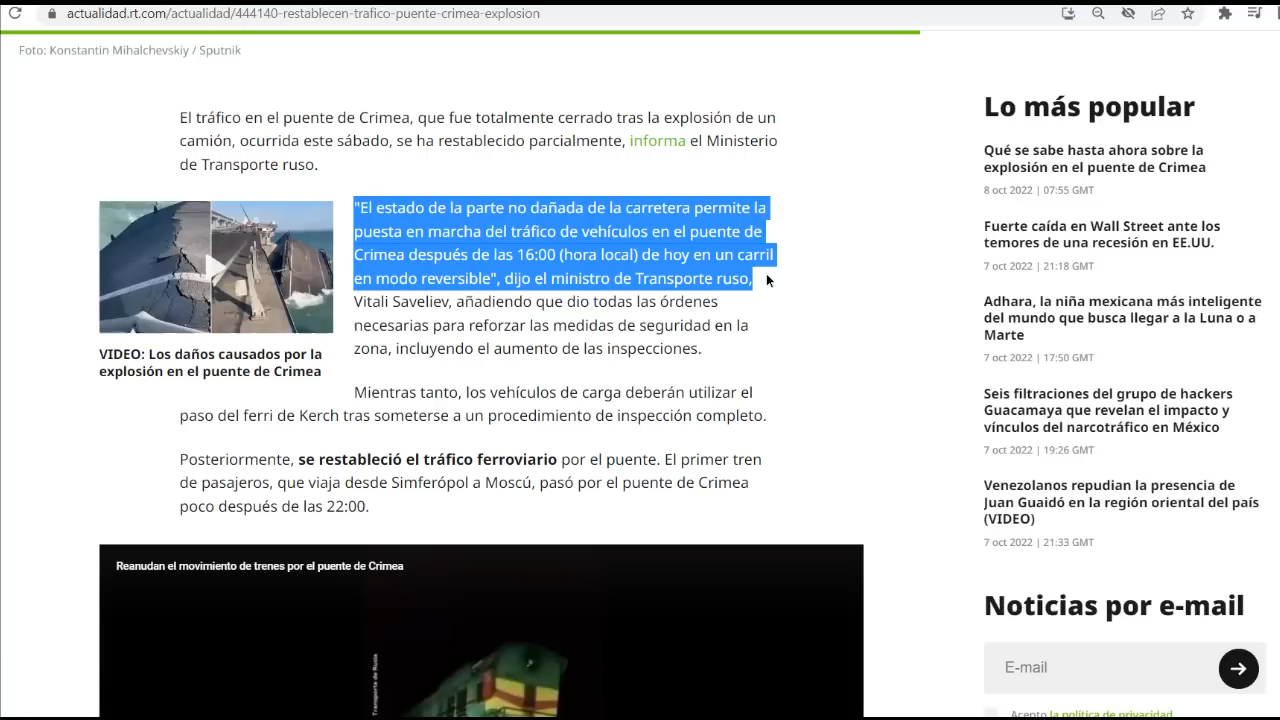 actualidad.rt.com/actualidad/444140-restablecen-trafico-puente-crimea-explosion
Foto: Konstantin Mihalchevskiy / Sputnik
El tráfico en el puente de Crimea, que fue totalmente cerrado tras la explosión de un
camión, ocurrida este sábado, se ha restablecido parcialmente, informa el Ministerio
de Transporte ruso.
"El estado de la parte no dañada de la carretera permite la
puesta en marcha del tráfico de vehículos en el puente de
Crimea después de las 16:00 (hora local) de hoy en un carril
en modo reversible", dijo el ministro de Transporte ruso,
Vitali Saveliev, añadiendo que dio todas las órdenes
necesarias para reforzar las medidas de seguridad en la
zona, incluyendo el aumento de las inspecciones.
VIDEO: Los daños causados por la
explosión en el puente de Crimea
Mientras tanto, los vehículos de carga deberán utilizar el
paso del ferri de Kerch tras someterse a un procedimiento de inspección completo.
Posteriormente, se restableció el tráfico ferroviario por el puente. El primer tren
de pasajeros, que viaja desde Simferópol a Moscú, pasó por el puente de Crimea
poco después de las 22:00.
Reanudan el movimiento de trenes por el puente de Crimea
Transporte de Rusia
Lo más popular
Qué se sabe hasta ahora sobre la
explosión en el puente de Crimea
8 oct 2022 | 07:55 GMT
Fuerte caída en Wall Street ante los
temores de una recesión en EE.UU.
7 oct 2022 | 21:18 GMT
Adhara, la niña mexicana más inteligente
del mundo que busca llegar a la Luna o a
Marte
7 oct 2022 | 17:50 GMT
Seis filtraciones del grupo de hackers
Guacamaya que revelan el impacto y
vínculos del narcotráfico en México
7 oct 2022 | 19:26 GMT
Venezolanos repudian la presencia de
Juan Guaidó en la región oriental del país
(VIDEO)
7 oct 2022 | 21:33 GMT
Noticias por e-mail
E-mail
Acepto la política de privacidad